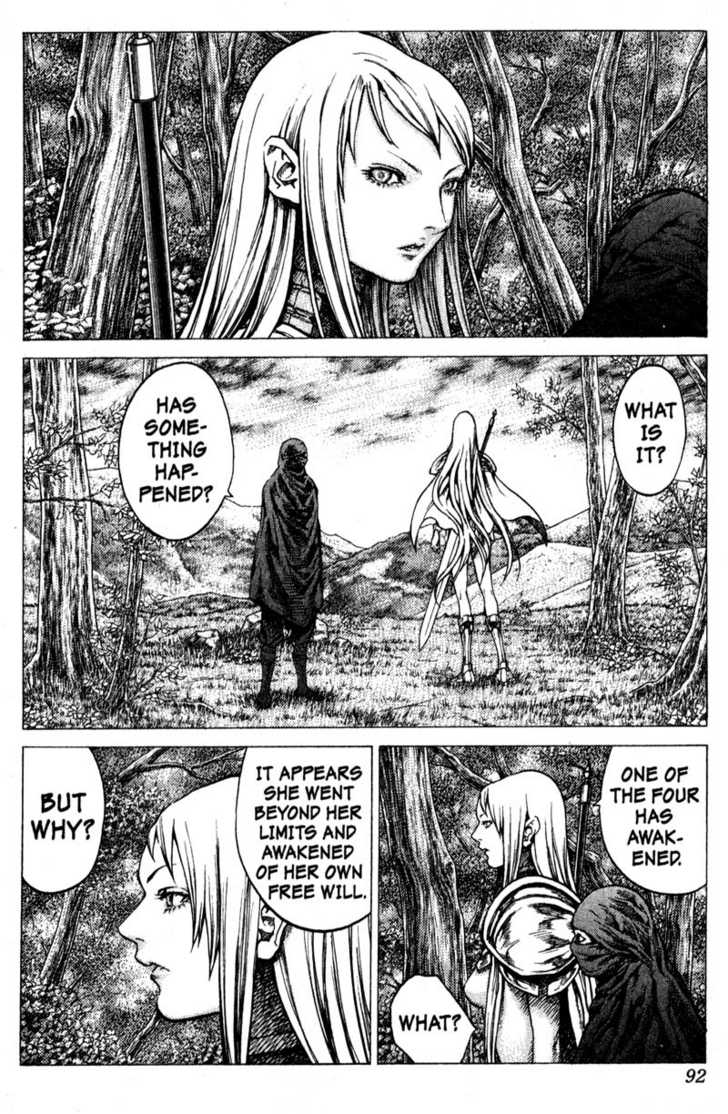 WHAT
IS
IT?
HAS
SOME-
THING
HAP-
PENED?
ONE OF
THE FOUR
HAS
AWAK-
ENED.
WHAT?
IT APPEARS
SHE WENT
BEYOND HER
LIMITS AND
AWAKENED
OF HER OWN
FREE WILL.
BUT
WHY?
92